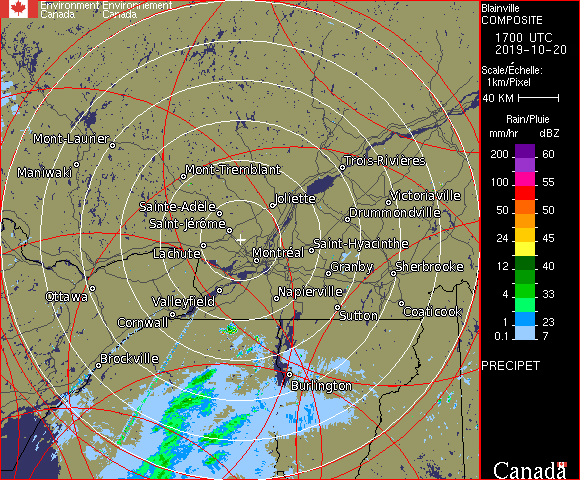 Environment Environnement
Canada Canada
Blainville
COMPOSITE
1700 UTC
2019-10-20
Scale/Échelle:
1km/Pixel
40 KM
Rain/Pluie
mm/hr dBZ
200 60
100 55
50 50
24 45
12 40
4 33
1 23
0.1 7
PRECIPET
Canada
Mont-Laurier
Maniwaki
Mont-Tremblant
Trois-Rivières
Sainte-Adèle
Joliette
Victoriaville
Drummondville
Saint-Jérôme
Lachute
Montréal
Saint-Hyacinthe
Granby
Sherbrooke
Ottawa
Valleyfield
Napierville
Cornwall
Sutton
Coaticook
Brockville
Burlington